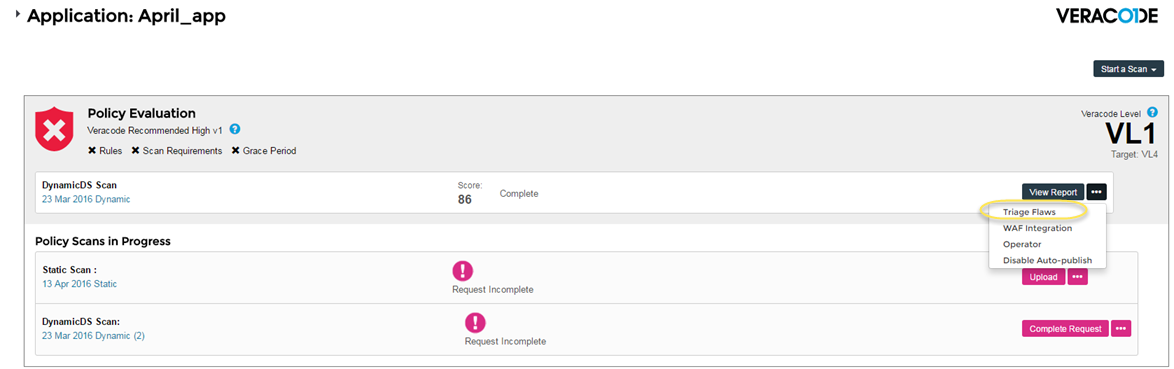 Application: April_app
VERACODE
Start a Scan
Policy Evaluation
Veracode Recommended High v1 ?
Rules Scan Requirements Grace Period
Veracode Level ?
VL1
Target: VL4
DynamicDS Scan
23 Mar 2016 Dynamic
Score:
86
Complete
View Report
Triage Flaws
WAF Integration
Operator
Disable Auto-publish
Policy Scans in Progress
Static Scan :
13 Apr 2016 Static
!
Request Incomplete
Upload
DynamicDS Scan:
23 Mar 2016 Dynamic (2)
!
Request Incomplete
Complete Request